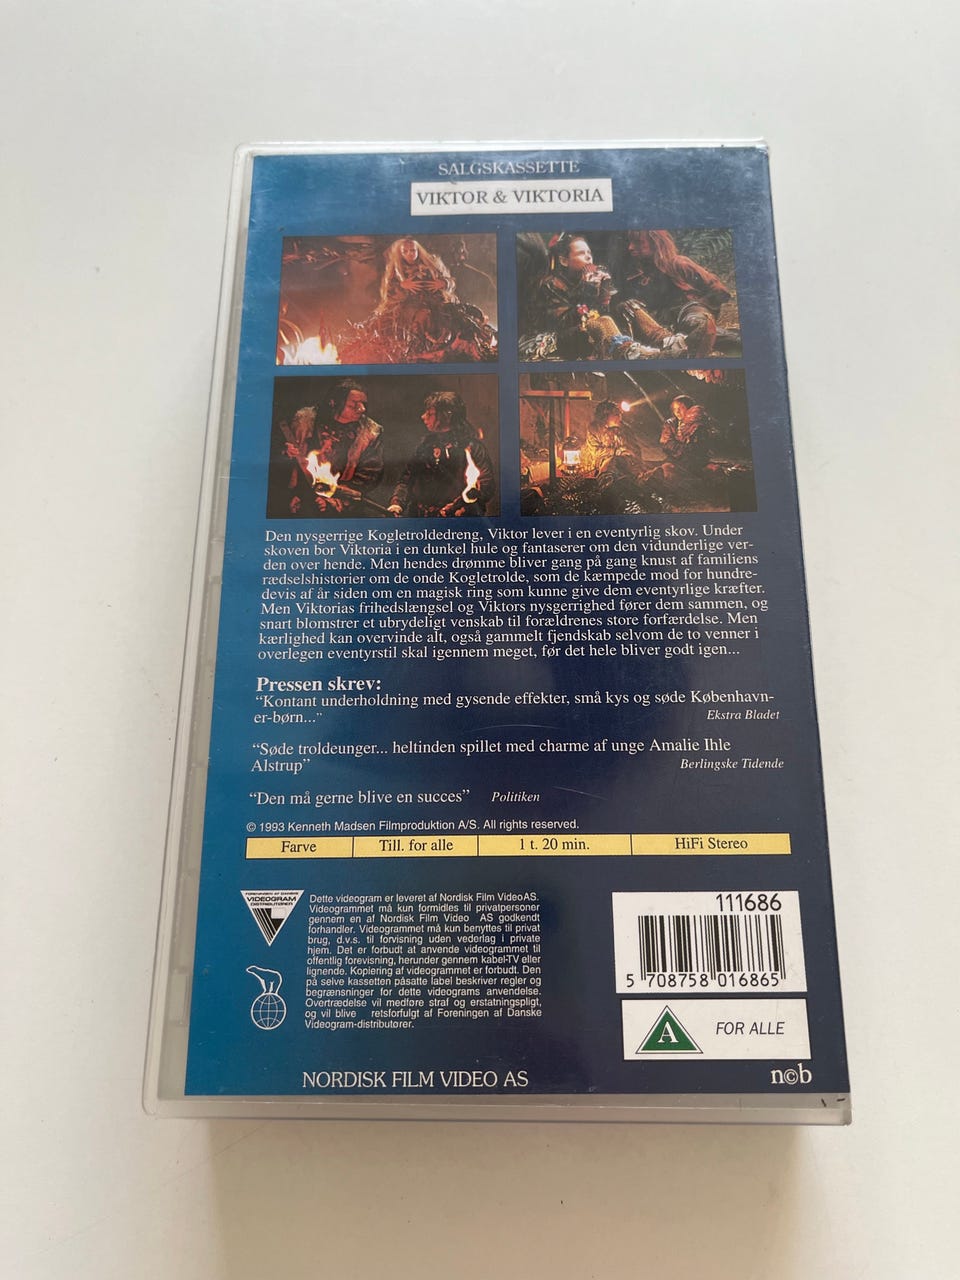 SALGSKASSETTE
VIKTOR & VIKTORIA
Den nysgerrige Kogletroldedreng, Viktor lever i en eventyrlig skov. Under
skoven bor Viktoria i en dunkel hule og fantaserer om den vidunderlige ver-
den over hende. Men hendes drømme bliver gang på gang knust af familiens
rædselshistorier om de onde Kogletrolde, som de kæmpede mod for hundre-
devis af år siden om en magisk ring som kunne give dem eventyrlige kræfter.
Men Viktorias frihedslængsel og Viktors nysgerrighed fører dem sammen, og
snart blomstrer et ubrydeligt venskab til forældrenes store forfærdelse. Men
kærlighed kan overvinde alt, også gammelt fjendskab selvom de to venner i
overlegen eventyrstil skal igennem meget, før det hele bliver godt igen...
Pressen skrev:
“Kontant underholdning med gysende effekter, små kys og søde København-
er-børn...”
Ekstra Bladet
“Søde troldeunger... heltinden spillet med charme af unge Amalie Ihle
Alstrup”
Berlingske Tidende
“Den må gerne blive en succes” Politiken
© 1993 Kenneth Madsen Filmproduktion A/S. All rights reserved.
Farve Till. for alle 1 t. 20 min. HiFi Stereo
FORENINGEN AF DANSKE
VIDEOGRAM
DISTRIBUTØRER
Dette videogram er leveret af Nordisk Film VideoAS.
Videogrammet må kun formidles til privatpersoner
gennem en af Nordisk Film Video AS godkendt
forhandler. Videogrammet må kun benyttes til privat
brug, d.v.s. til forvisning uden vederlag i private
hjem. Det er forbudt at anvende videogrammet til
offentlig forevisning, herunder gennem kabel-TV eller
lignende. Kopiering af videogrammet er forbudt. Den
på selve kassetten påsatte label beskriver regler og
begrænsninger for dette videograms anvendelse.
Overtrædelse vil medføre straf og erstatningspligt,
og vil blive retsforfulgt af Foreningen af Danske
Videogram-distributører.
111686
5 708758 016865
A FOR ALLE
NORDISK FILM VIDEO AS
n©b